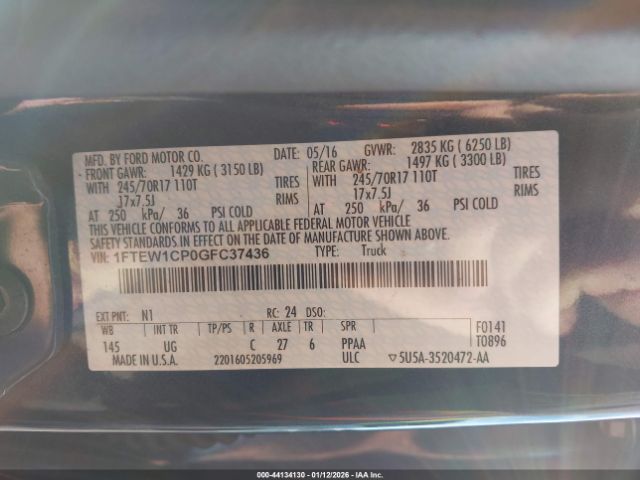 MFD. BY FORD MOTOR CO. DATE: 05/16 GVWR: 2835 KG ( 6250 LB)
FRONT GAWR: 1429 KG ( 3150 LB) REAR GAWR: 1497 KG ( 3300 LB)
WITH 245/70R17 110T TIRES WITH 245/70R17 110T TIRES
17x7.5J RIMS 17x7.5J RIMS
AT 250 kPa/ 36 PSI COLD AT 250 kPa/ 36 PSI COLD
THIS VEHICLE CONFORMS TO ALL APPLICABLE FEDERAL MOTOR VEHICLE
SAFETY STANDARDS IN EFFECT ON THE DATE OF MANUFACTURE SHOWN ABOVE.
VIN: 1FTEW1CP0GFC37436 TYPE: Truck
EXT PNT: N1 RC: 24 DSO: F0141
WB INT TR TP/PS R AXLE TR SPR T0896
145 UG C 27 6 PPAA
MADE IN U.S.A. 2201605205969 ULC ▽5U5A-3520472-AA
000-44134130 - 01/12/2026 - IAA Inc.